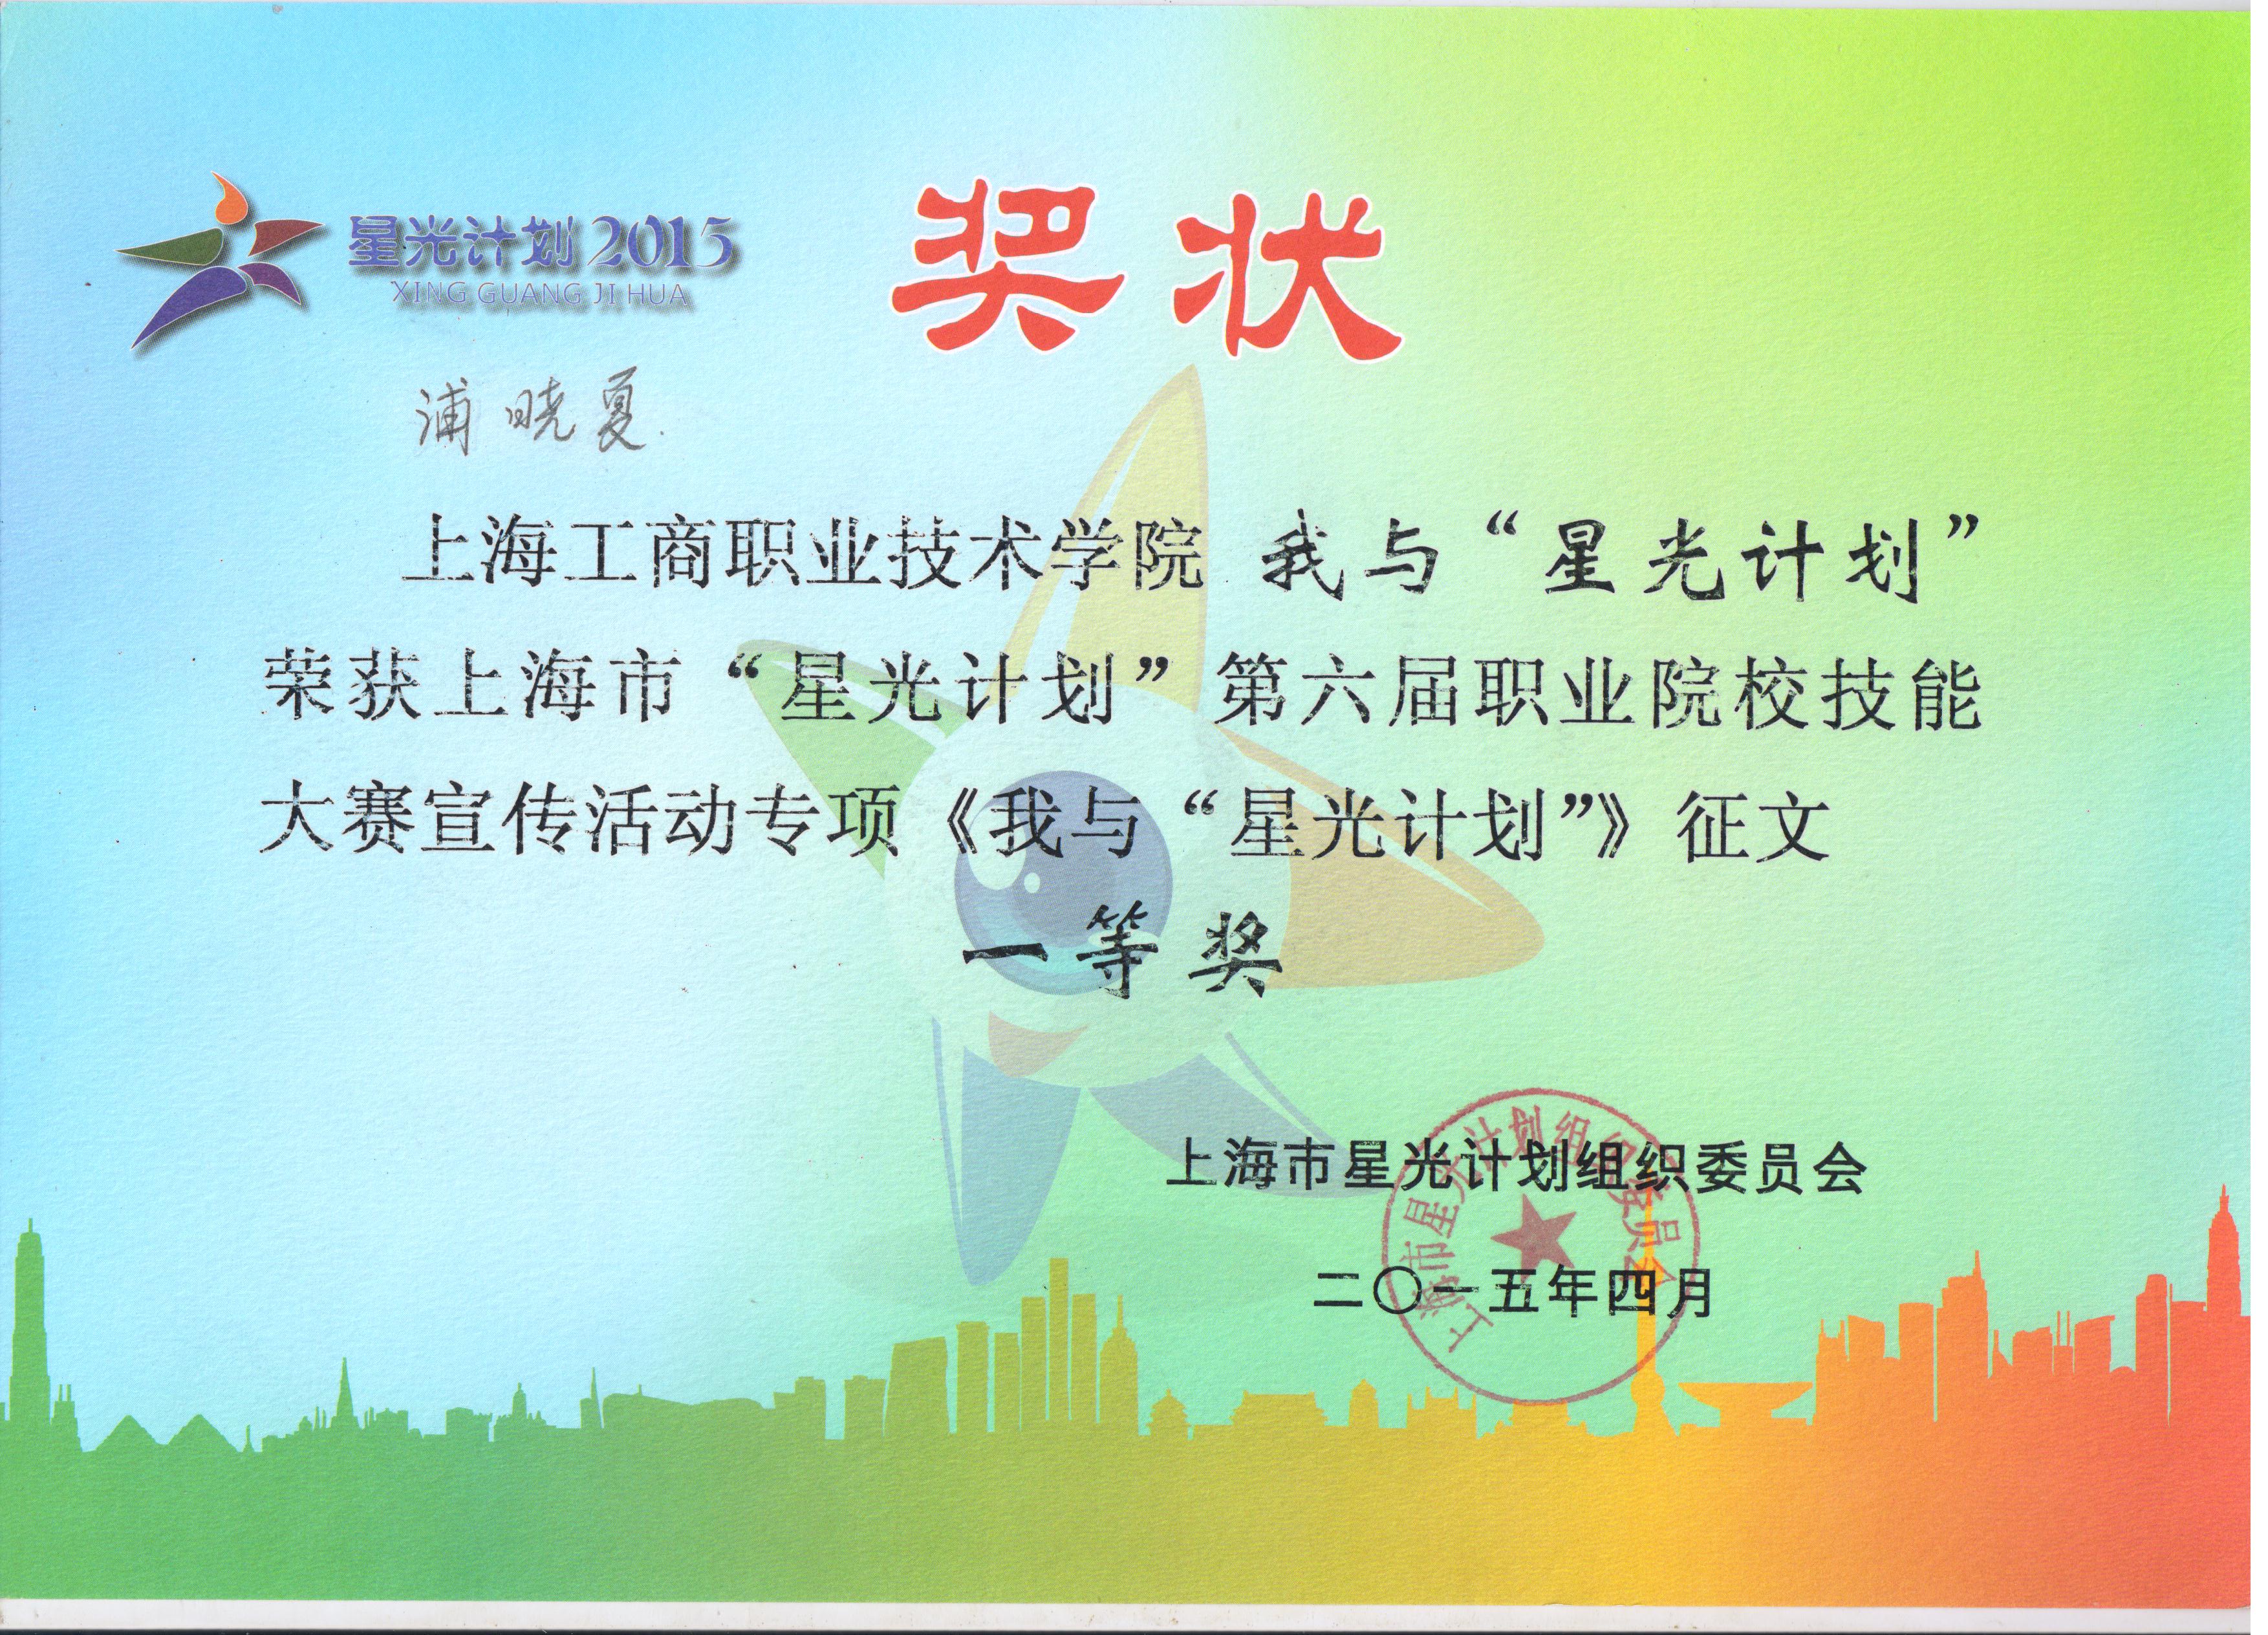 星光计划2015
XING GUANG JI HUA
奖状
浦晓夏
上海工商职业技术学院 我与“星光计划”
荣获上海市“星光计划”第六届职业院校技能
大赛宣传活动专项《我与“星光计划”》征文
一等奖
上海市星光计划组织委员会
二〇一五年四月
上海市星光计划组织委员会